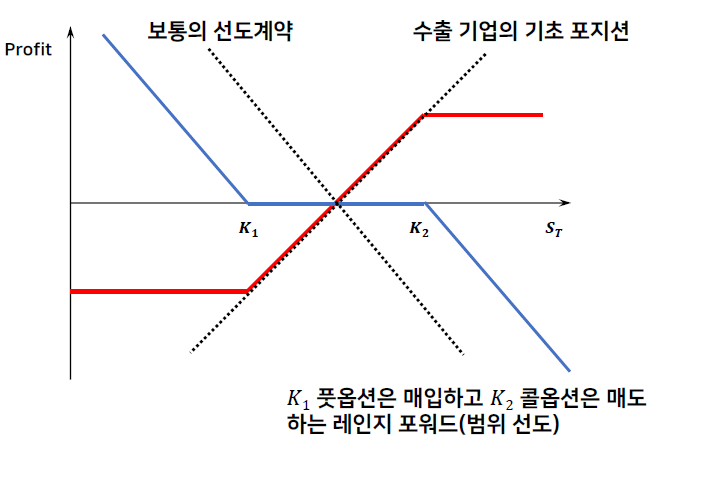 보통의 선도계약
수출 기업의 기초 포지션
Profit
K₁
K₂
S_T
K₁ 풋옵션은 매입하고 K₂ 콜옵션은 매도
하는 레인지 포워드(범위 선도)